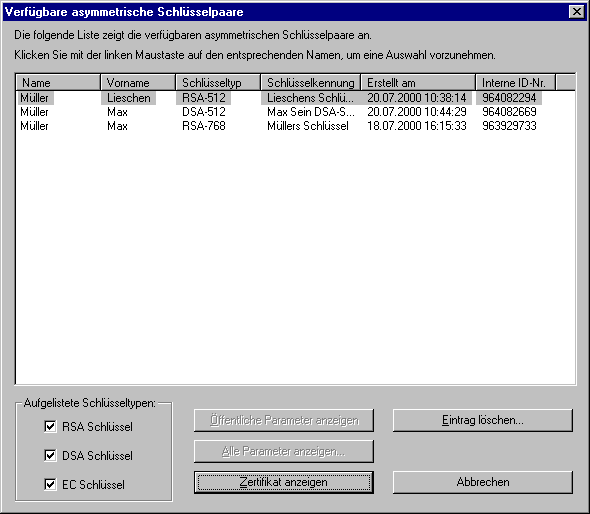 Verfügbare asymmetrische Schlüsselpaare
Die folgende Liste zeigt die verfügbaren asymmetrischen Schlüsselpaare an.
Klicken Sie mit der linken Maustaste auf den entsprechenden Namen, um eine Auswahl vorzunehmen.
Name Vorname Schlüsseltyp Schlüsselkennung Erstellt am Interne ID-Nr.
Müller Lieschen RSA-512 Lieschens Schlü... 20.07.2000 10:38:14 964082294
Müller Max DSA-512 Max Sein DSA-S... 20.07.2000 10:44:29 964082669
Müller Max RSA-768 Müllers Schlüssel 18.07.2000 16:15:33 963929733
Aufgelistete Schlüsseltypen:
RSA Schlüssel
DSA Schlüssel
EC Schlüssel
Öffentliche Parameter anzeigen
Alle Parameter anzeigen...
Zertifikat anzeigen
Eintrag löschen...
Abbrechen